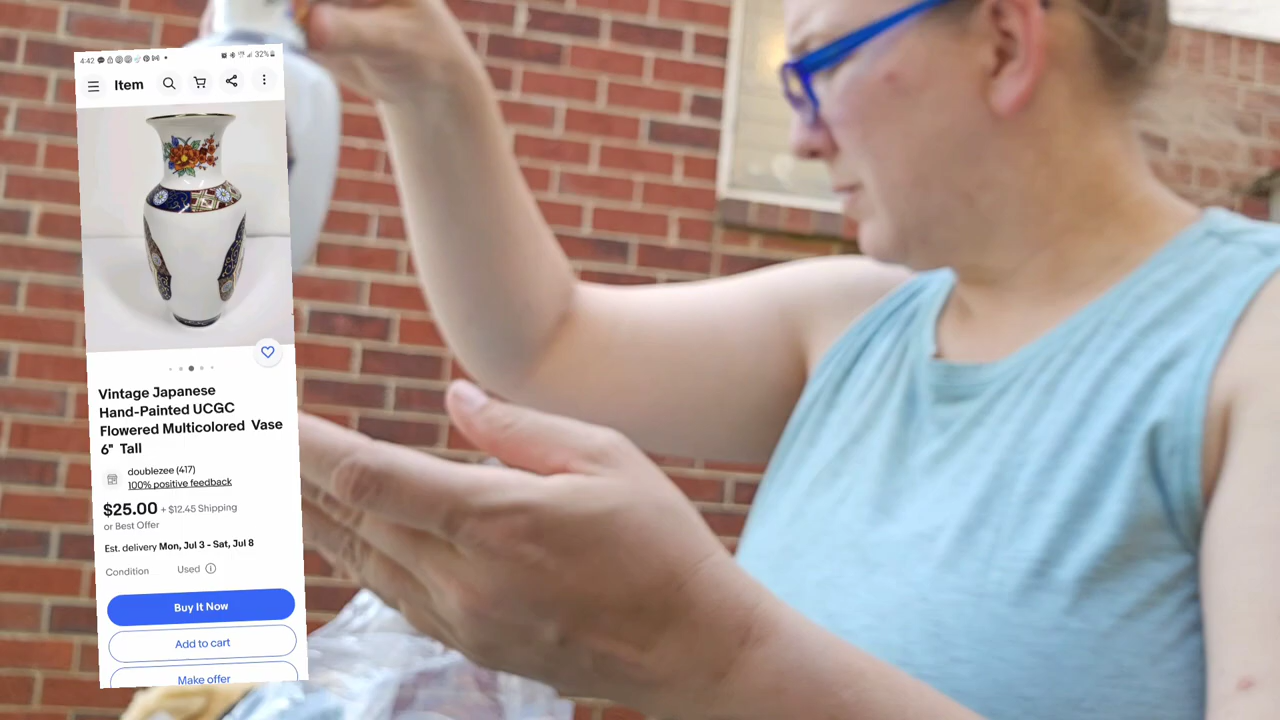 4:42 32%
Item
Vintage Japanese
Hand-Painted UCGC
Flowered Multicolored Vase
6" Tall
doublezee (417)
100% positive feedback
$25.00 + $12.45 Shipping
or Best Offer
Est. delivery Mon, Jul 3 - Sat, Jul 8
Condition Used
Buy It Now
Add to cart
Make offer